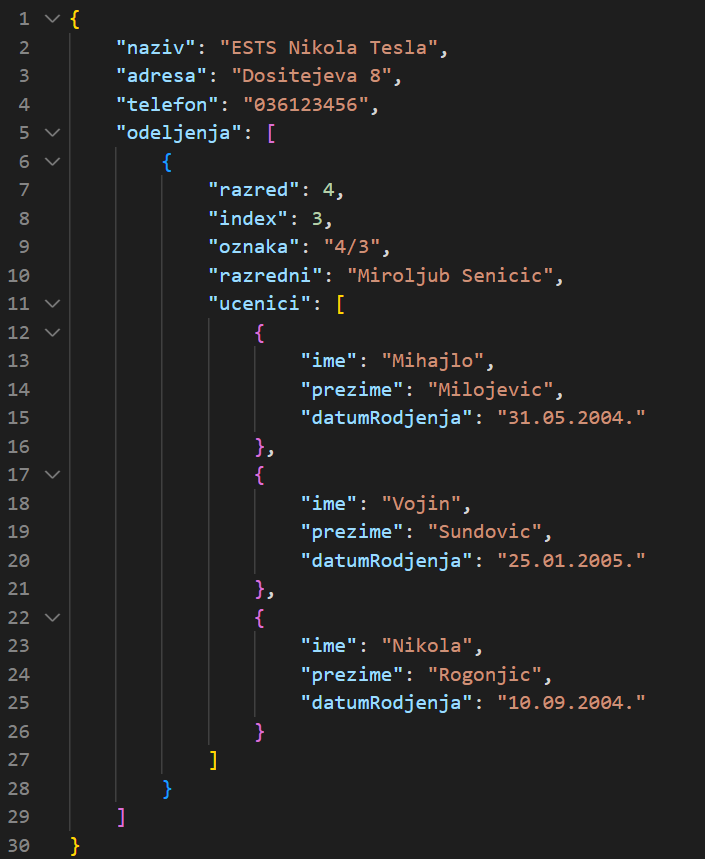 1 {
2 "naziv": "ESTS Nikola Tesla",
3 "adresa": "Dositejeva 8",
4 "telefon": "036123456",
5 "odeljenja": [
6 {
7 "razred": 4,
8 "index": 3,
9 "oznaka": "4/3",
10 "razredni": "Miroljub Senicic",
11 "ucenici": [
12 {
13 "ime": "Mihajlo",
14 "prezime": "Milojevic",
15 "datumRodjenja": "31.05.2004."
16 },
17 {
18 "ime": "Vojin",
19 "prezime": "Sundovic",
20 "datumRodjenja": "25.01.2005."
21 },
22 {
23 "ime": "Nikola",
24 "prezime": "Rogonjic",
25 "datumRodjenja": "10.09.2004."
26 }
27 ]
28 }
29 ]
30 }